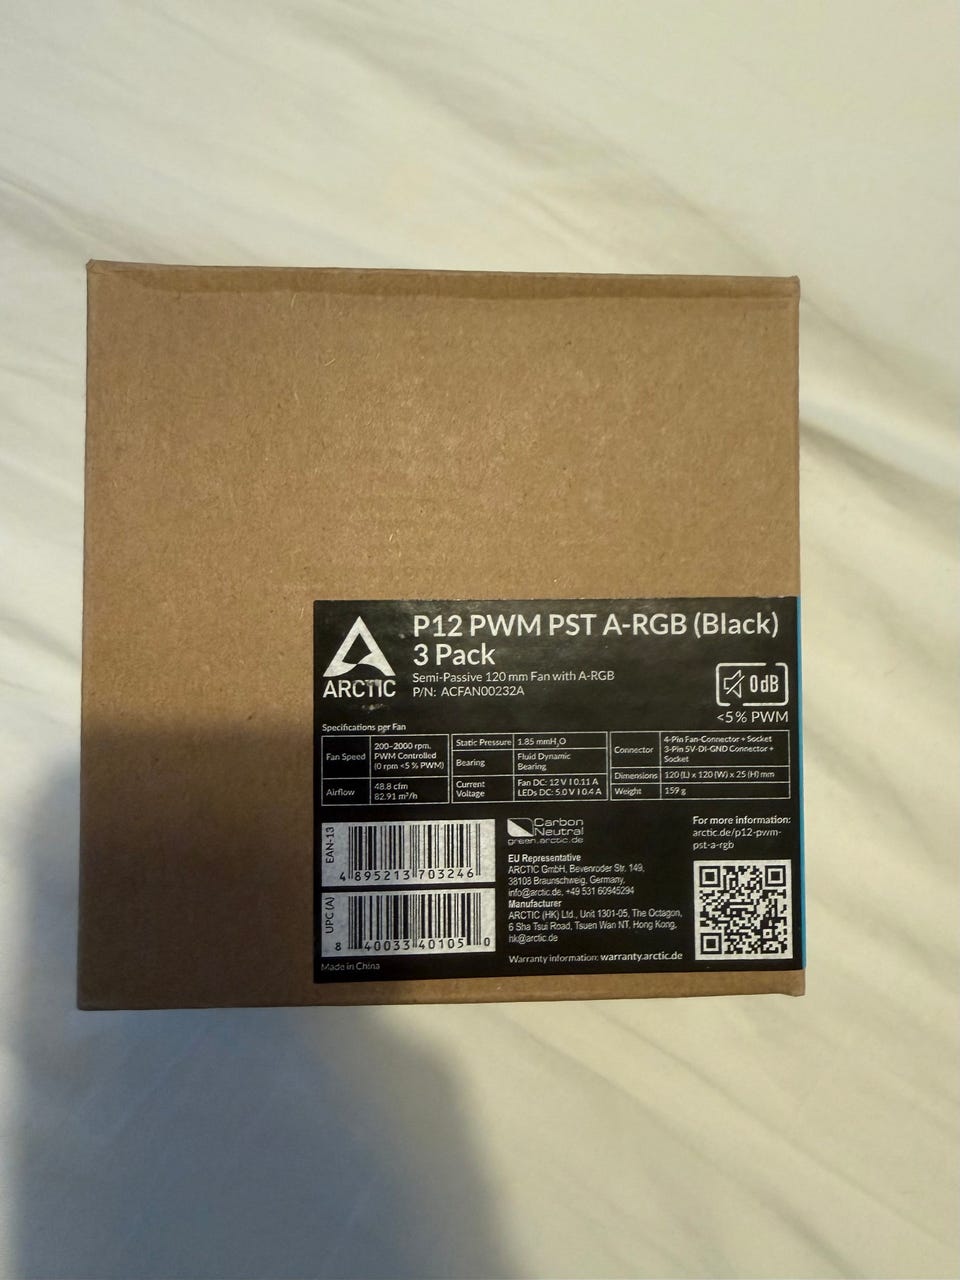 P12 PWM PST A-RGB (Black)
3 Pack
Semi-Passive 120 mm Fan with A-RGB
P/N: ACFAN00232A
ARCTIC
0 dB
<5 % PWM
Specifications per Fan
Fan Speed
200–2000 rpm,
PWM Controlled
(0 rpm <5 % PWM)
Airflow
48.8 cfm
82.91 m³/h
Static Pressure
1.85 mmH₂O
Bearing
Fluid Dynamic
Bearing
Current
Voltage
Fan DC: 12 V I 0.11 A
LEDs DC: 5.0 V I 0.4 A
Connector
4-Pin Fan-Connector + Socket
3-Pin 5V-DI-GND Connector +
Socket
Dimensions
120 (L) x 120 (W) x 25 (H) mm
Weight
159 g
EAN-13
4 895213 703246
UPC (A)
8 40033 40105 0
Made in China
Carbon
Neutral
green.arctic.de
EU Representative
ARCTIC GmbH, Bevenroder Str. 149,
38108 Braunschweig, Germany,
info@arctic.de, +49 531 60945294
Manufacturer
ARCTIC (HK) Ltd., Unit 1301-05, The Octagon,
6 Sha Tsui Road, Tsuen Wan NT, Hong Kong,
hk@arctic.de
Warranty information: warranty.arctic.de
For more information:
arctic.de/p12-pwm-
pst-a-rgb